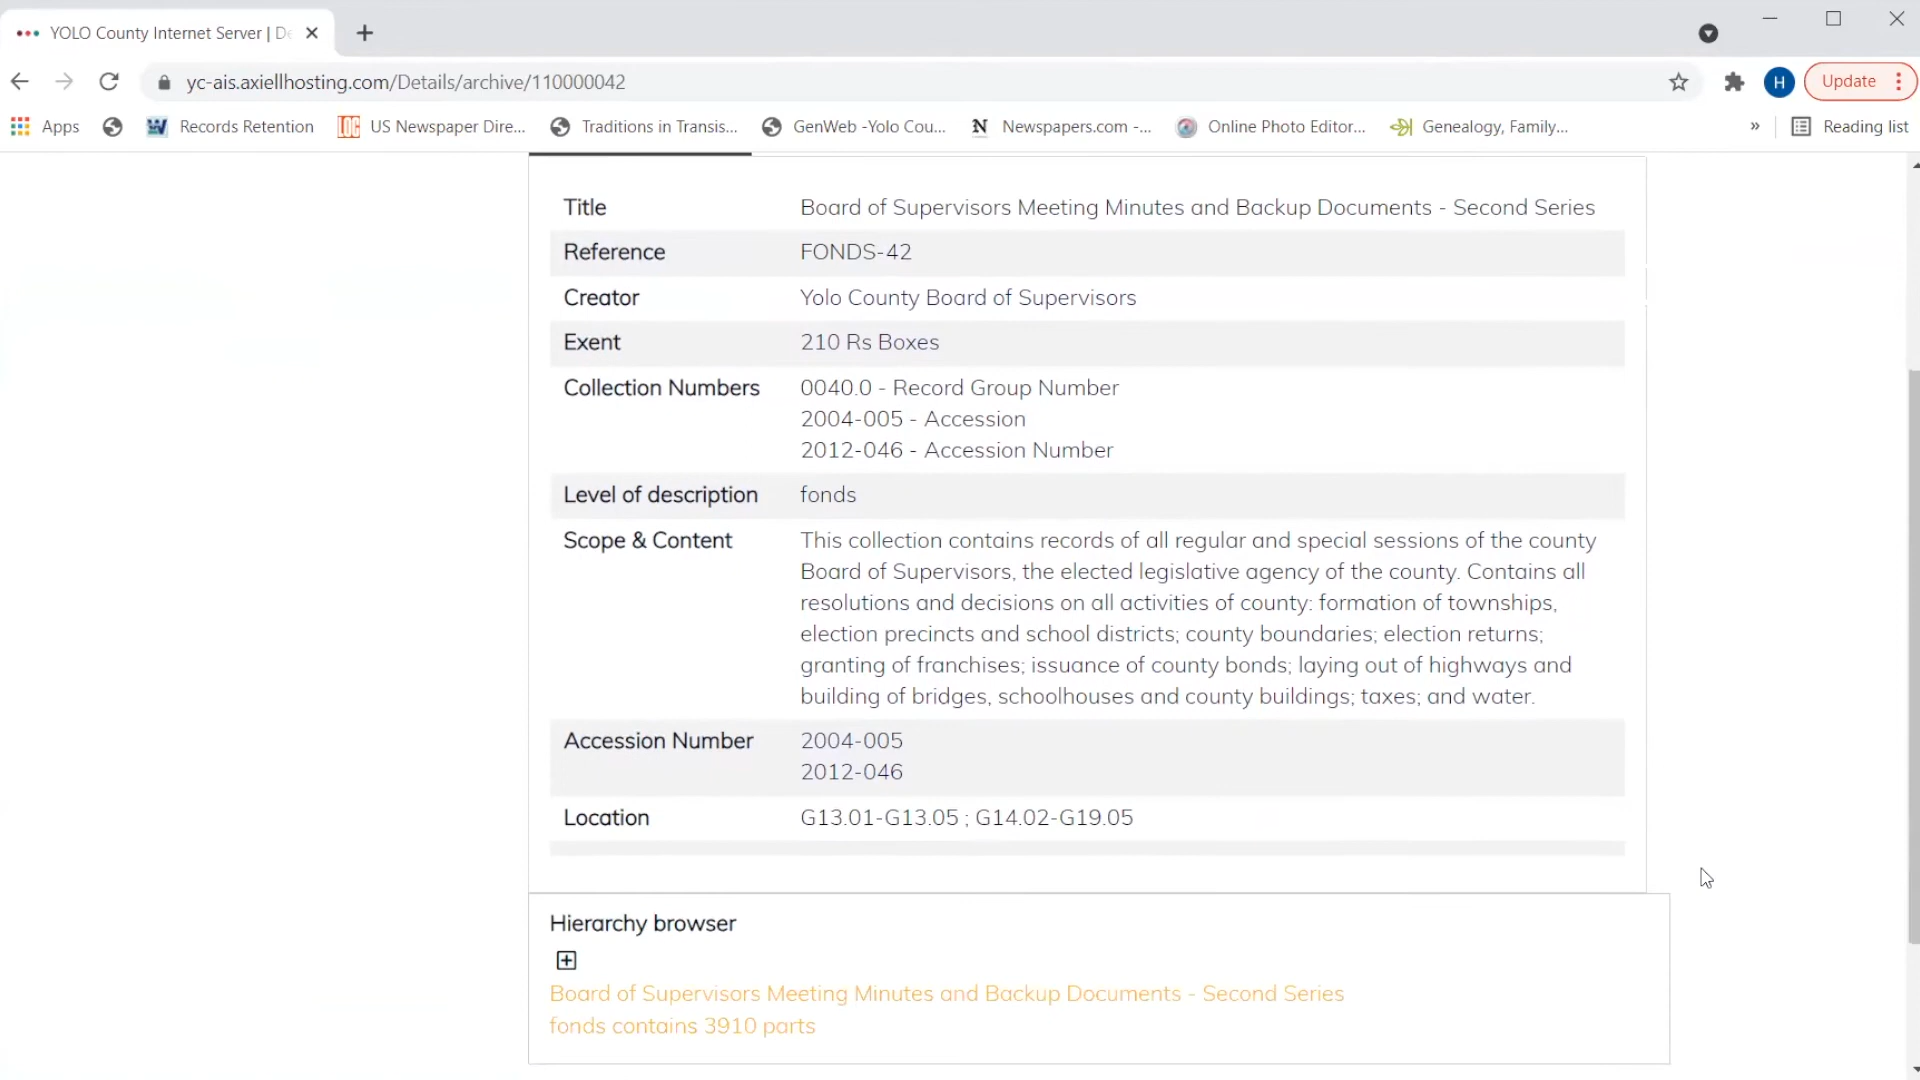 YOLO County Internet Server | De
yc-ais.axiellhosting.com/Details/archive/110000042
H
Update
Apps
Records Retention
US Newspaper Dire...
Traditions in Transis...
GenWeb -Yolo Cou...
N
Newspapers.com -...
Online Photo Editor...
Genealogy, Family,...
»
Reading list
Title Board of Supervisors Meeting Minutes and Backup Documents - Second Series
Reference FONDS-42
Creator Yolo County Board of Supervisors
Exent 210 Rs Boxes
Collection Numbers 0040.0 - Record Group Number
2004-005 - Accession
2012-046 - Accession Number
Level of description fonds
Scope & Content This collection contains records of all regular and special sessions of the county
Board of Supervisors, the elected legislative agency of the county. Contains all
resolutions and decisions on all activities of county: formation of townships,
election precincts and school districts; county boundaries; election returns;
granting of franchises; issuance of county bonds; laying out of highways and
building of bridges, schoolhouses and county buildings; taxes; and water.
Accession Number 2004-005
2012-046
Location G13.01-G13.05 ; G14.02-G19.05
Hierarchy browser
Board of Supervisors Meeting Minutes and Backup Documents - Second Series
fonds contains 3910 parts